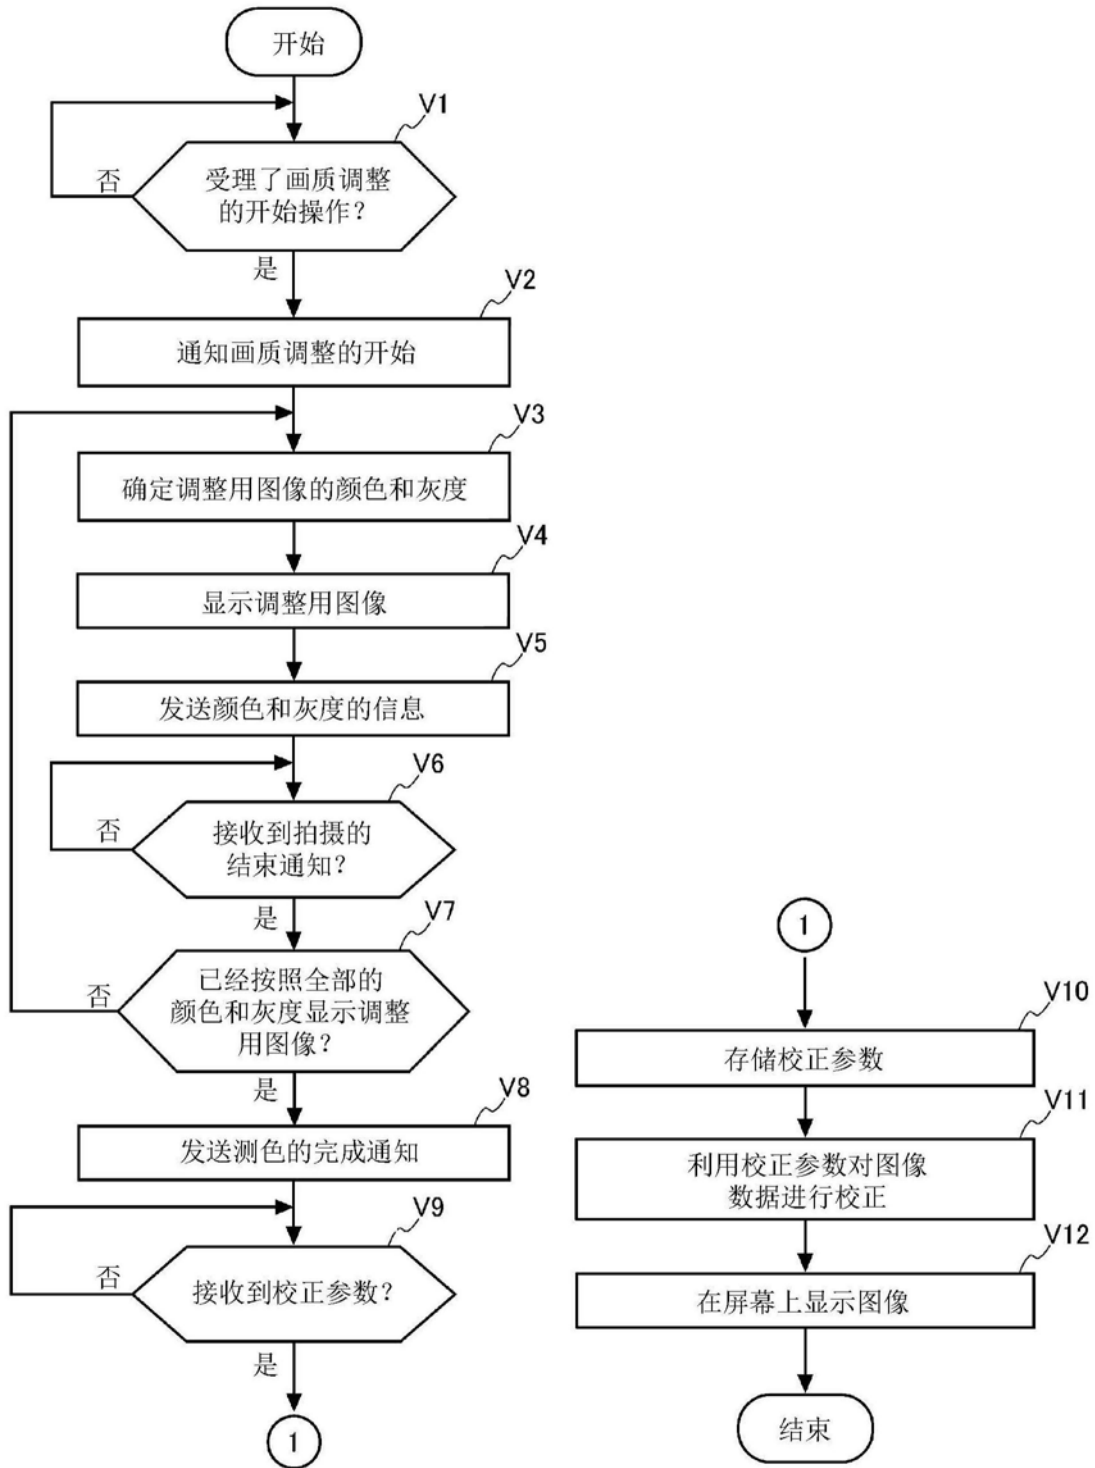 开始
V1
否
受理了画质调整
的开始操作?
是
V2
通知画质调整的开始
V3
确定调整用图像的颜色和灰度
V4
显示调整用图像
V5
发送颜色和灰度的信息
V6
否
接收到拍摄的
结束通知?
是
V7
否
已经按照全部的
颜色和灰度显示调整
用图像?
是
V8
发送测色的完成通知
V9
否
接收到校正参数?
是
1
1
V10
存储校正参数
V11
利用校正参数对图像
数据进行校正
V12
在屏幕上显示图像
结束